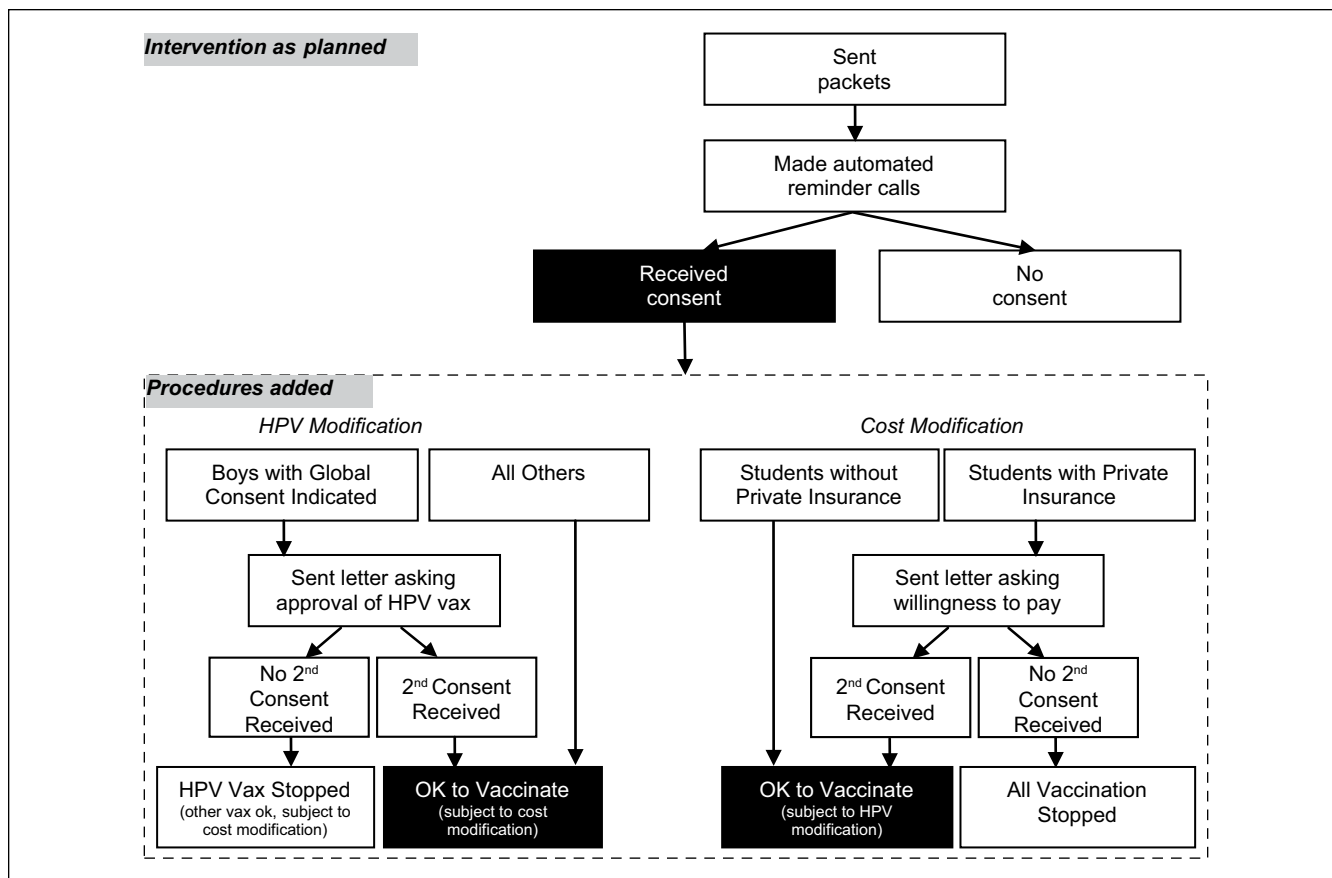 Intervention as planned
Sent
packets
Made automated
reminder calls
Received
consent
No
consent
Procedures added
HPV Modification
Cost Modification
Boys with Global
Consent Indicated
All Others
Students without
Private Insurance
Students with Private
Insurance
Sent letter asking
approval of HPV vax
Sent letter asking
willingness to pay
No 2nd
Consent
Received
2nd Consent
Received
2nd Consent
Received
No 2nd
Consent
Received
HPV Vax Stopped
(other vax ok, subject to
cost modification)
OK to Vaccinate
(subject to cost
modification)
OK to Vaccinate
(subject to HPV
modification)
All Vaccination
Stopped